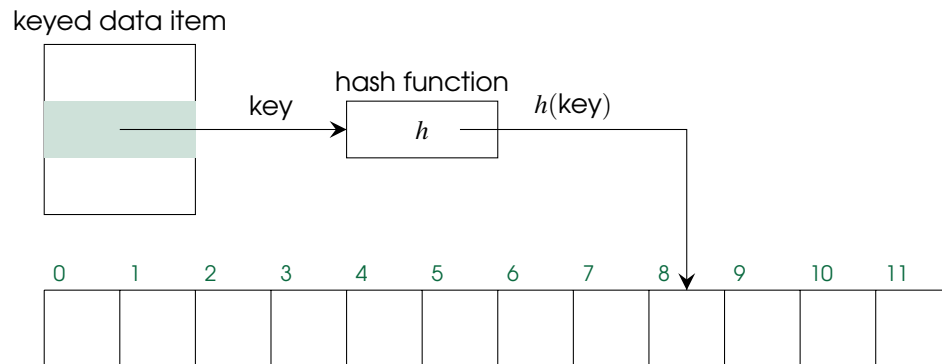 keyed data item
hash function
key
h
h(key)
0 1 2 3 4 5 6 7 8 9 10 11